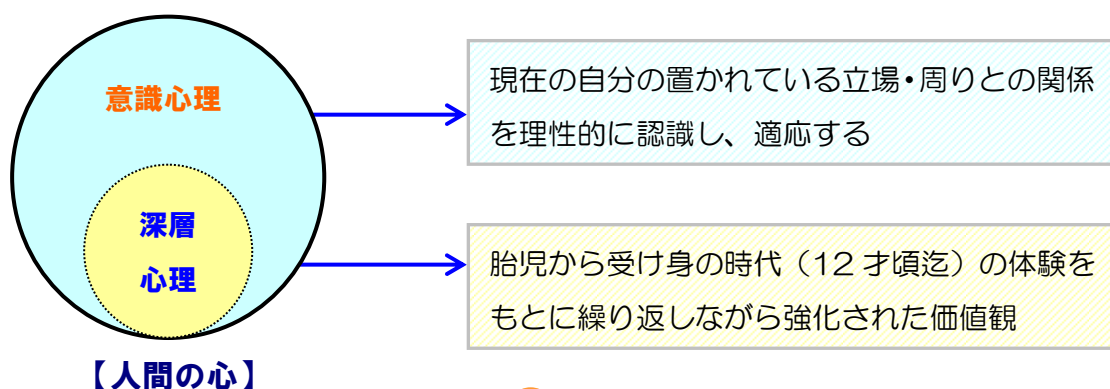 意識心理
現在の自分の置かれている立場・周りとの関係
を理性的に認識し、適応する
深層
心理
胎児から受け身の時代（12才頃迄）の体験を
もとに繰り返しながら強化された価値観
【人間の心】